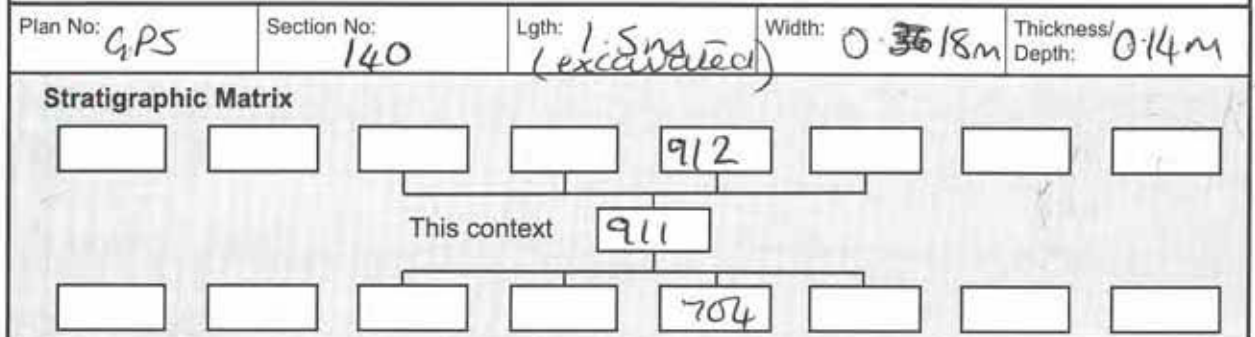 Plan No: GPS
Section No: 140
Lgth: 1.5m (excavated)
Width: 0.18m
Thickness/Depth: 0.14m
Stratigraphic Matrix
912
This context 911
704